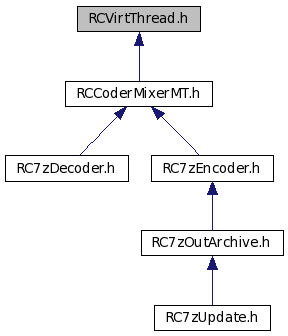 RCVirtThread.h
RCCoderMixerMT.h
RC7zDecoder.h
RC7zEncoder.h
RC7zOutArchive.h
RC7zUpdate.h